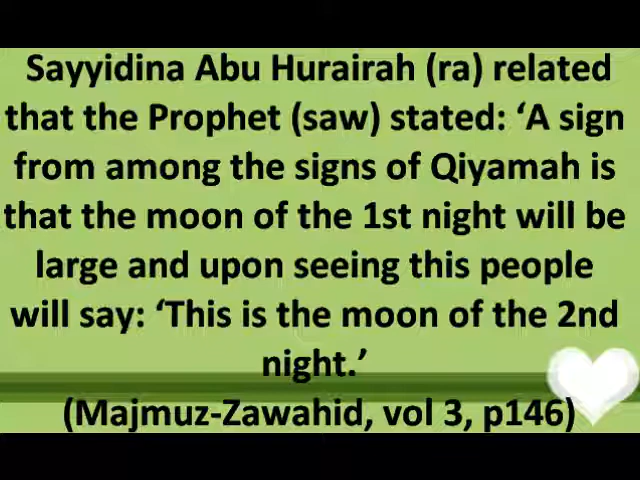 Sayyidina Abu Hurairah (ra) related
that the Prophet (saw) stated: ‘A sign
from among the signs of Qiyamah is
that the moon of the 1st night will be
large and upon seeing this people
will say: ‘This is the moon of the 2nd
night.’
(Majmuz-Zawahid, vol 3, p146)